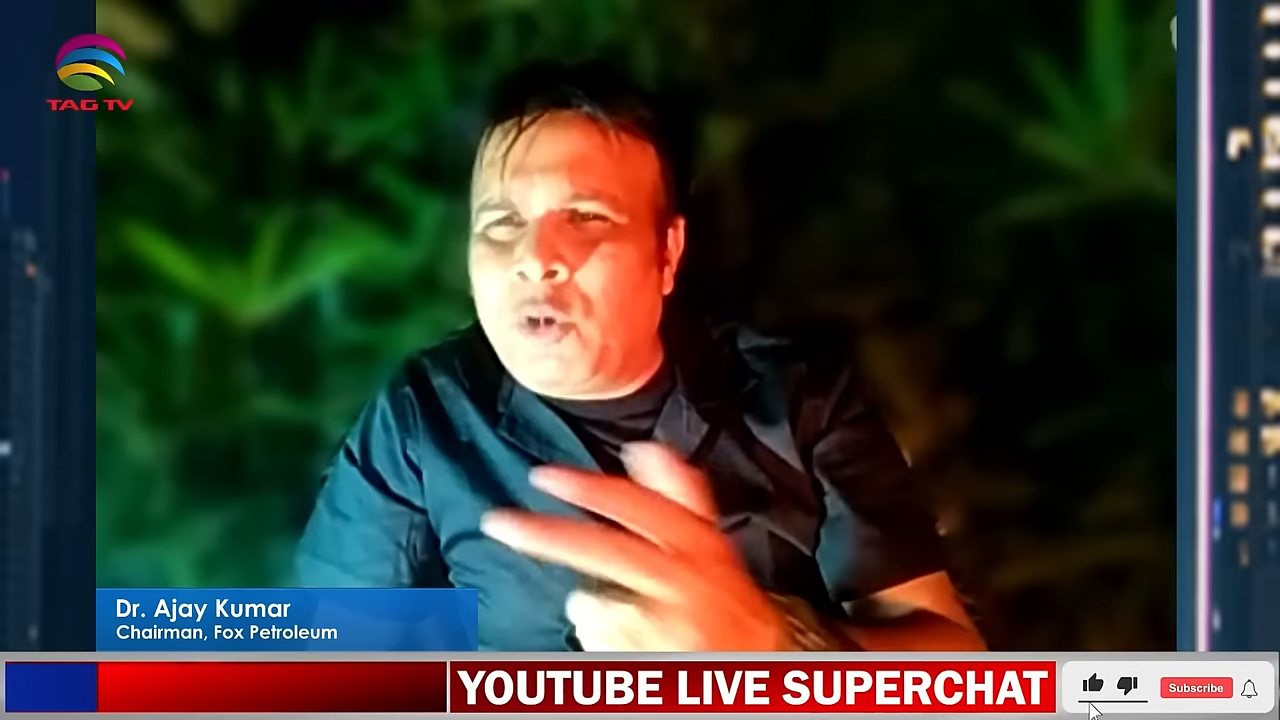 TAG TV
Dr. Ajay Kumar
Chairman, Fox Petroleum
YOUTUBE LIVE SUPERCHAT
Subscribe